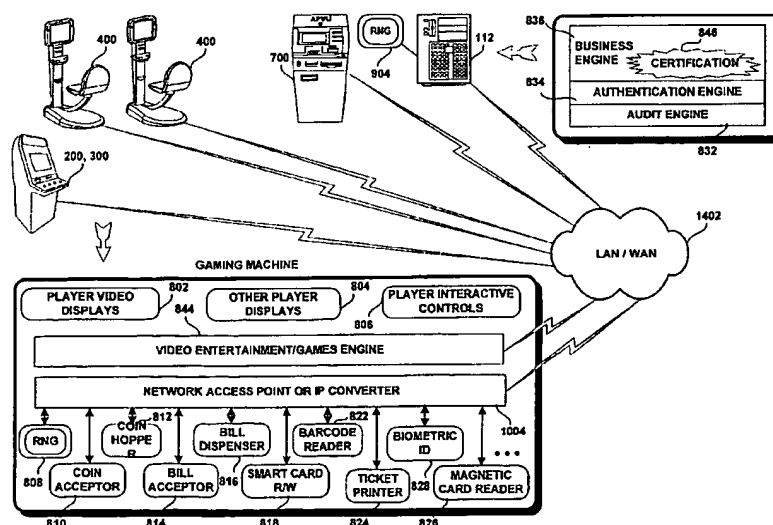 400
400
700
RNG
904
112
836
BUSINESS
ENGINE
846
CERTIFICATION
834
AUTHENTICATION ENGINE
AUDIT ENGINE
832
200, 300
LAN / WAN
1402
GAMING MACHINE
PLAYER VIDEO
DISPLAYS
802
OTHER PLAYER
DISPLAYS
804
PLAYER INTERACTIVE
CONTROLS
806
844
VIDEO ENTERTAINMENT/GAMES ENGINE
NETWORK ACCESS POINT OR IP CONVERTER
1004
RNG
808
COIN
HOPPE
R
812
BILL
DISPENSER
816
BARCODE
READER
822
BIOMETRIC
ID
828
COIN
ACCEPTOR
810
BILL
ACCEPTOR
814
SMART CARD
R/W
818
TICKET
PRINTER
824
MAGNETIC
CARD READER
826